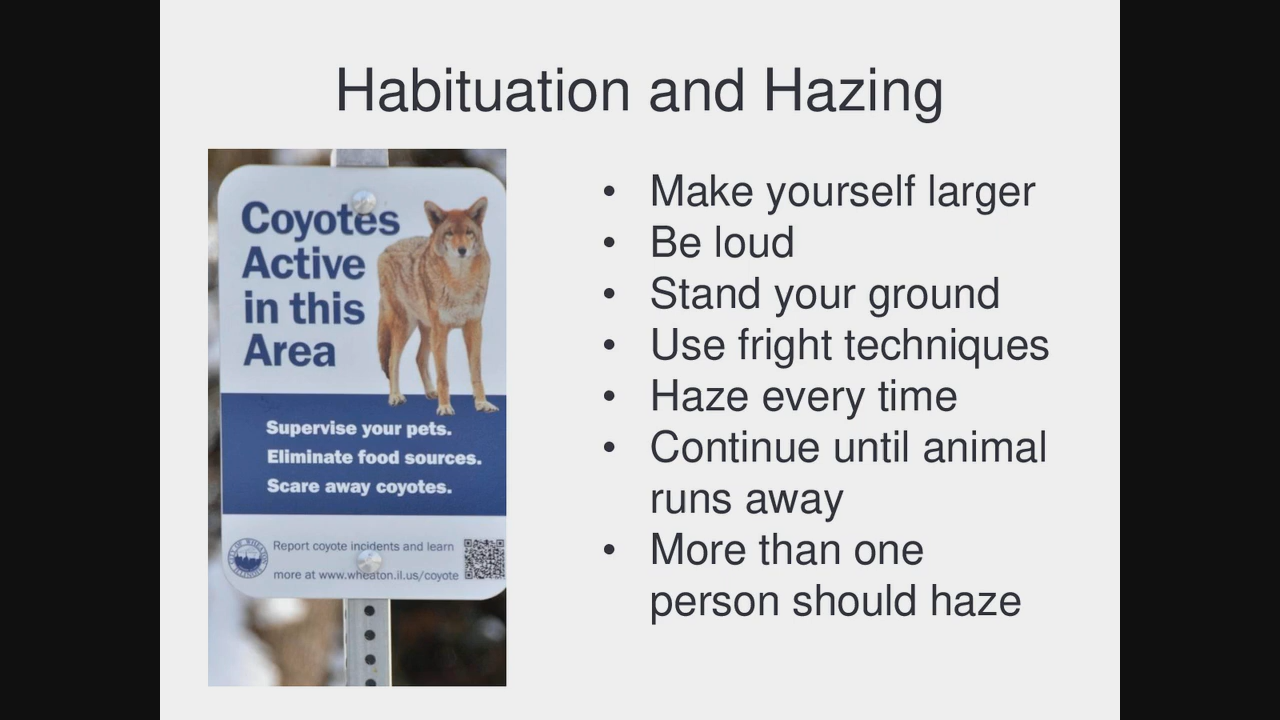 Habituation and Hazing
Coyotes
Active
in this
Area
Supervise your pets.
Eliminate food sources.
Scare away coyotes.
Report coyote incidents and learn
more at www.wheaton.il.us/coyote
• Make yourself larger
• Be loud
• Stand your ground
• Use fright techniques
• Haze every time
• Continue until animal
runs away
• More than one
person should haze